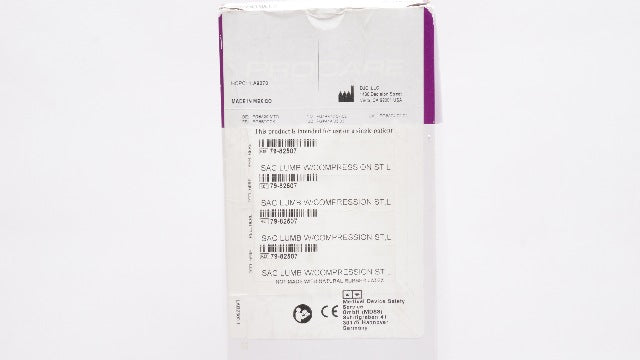 PROCARE
MADE IN MEXICO
DJO, LLC
1430 Decision Street
Vista, CA 92081 USA
This product is intended for use on a single patient
REF 79-82507
SAC LUMB W/COMPRESSION ST,L
REF 79-82507
SAC LUMB W/COMPRESSION ST,L
REF 79-82507
SAC LUMB W/COMPRESSION ST,L
REF 79-82507
SAC LUMB W/COMPRESSION ST,L
NOT MADE WITH NATURAL RUBBER LATEX
CE
Medical Device Safety
Service
GmbH (MDSS)
Schiffgraben 41
30175 Hannover
Germany